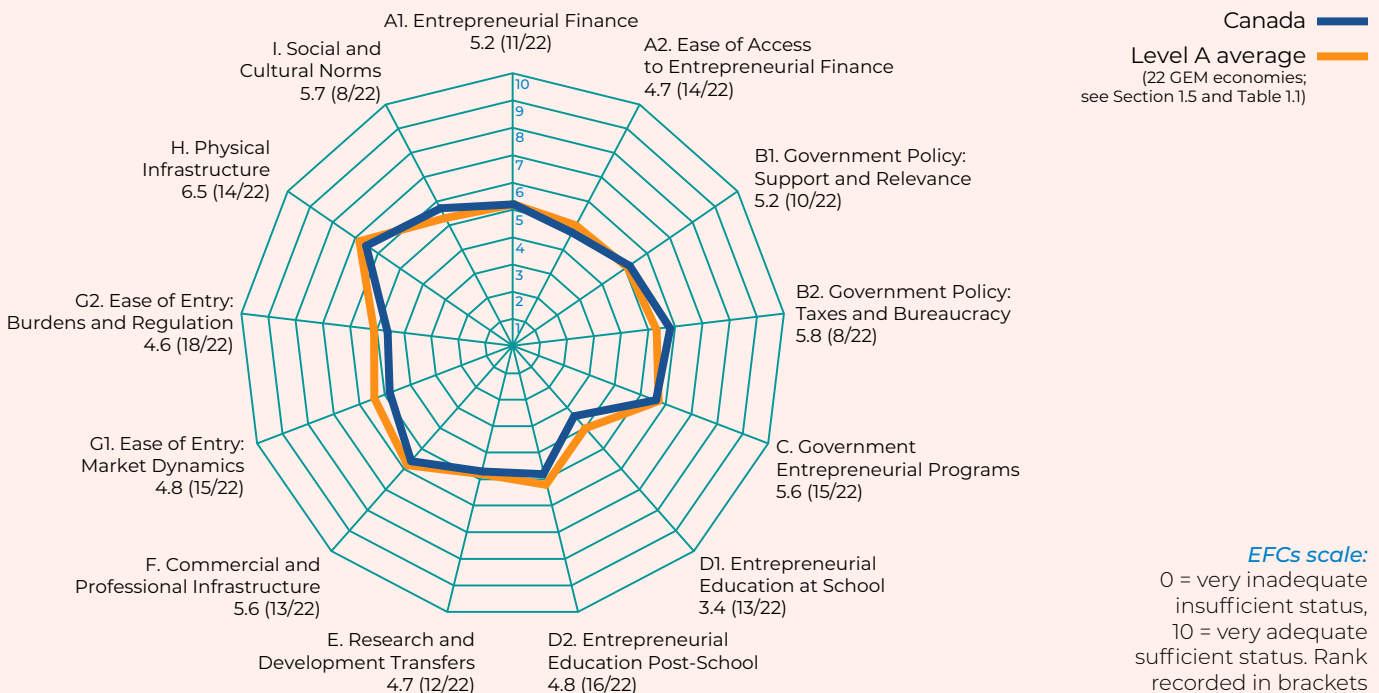 A1. Entrepreneurial Finance
5.2 (11/22)
A2. Ease of Access
to Entrepreneurial Finance
4.7 (14/22)
B1. Government Policy:
Support and Relevance
5.2 (10/22)
B2. Government Policy:
Taxes and Bureaucracy
5.8 (8/22)
C. Government
Entrepreneurial Programs
5.6 (15/22)
D1. Entrepreneurial
Education at School
3.4 (13/22)
D2. Entrepreneurial
Education Post-School
4.8 (16/22)
E. Research and
Development Transfers
4.7 (12/22)
F. Commercial and
Professional Infrastructure
5.6 (13/22)
G1. Ease of Entry:
Market Dynamics
4.8 (15/22)
G2. Ease of Entry:
Burdens and Regulation
4.6 (18/22)
H. Physical
Infrastructure
6.5 (14/22)
I. Social and
Cultural Norms
5.7 (8/22)
10
9
8
7
6
5
4
3
2
1
Canada
Level A average
(22 GEM economies;
see Section 1.5 and Table 1.1)
EFCs scale:
0 = very inadequate
insufficient status,
10 = very adequate
sufficient status. Rank
recorded in brackets